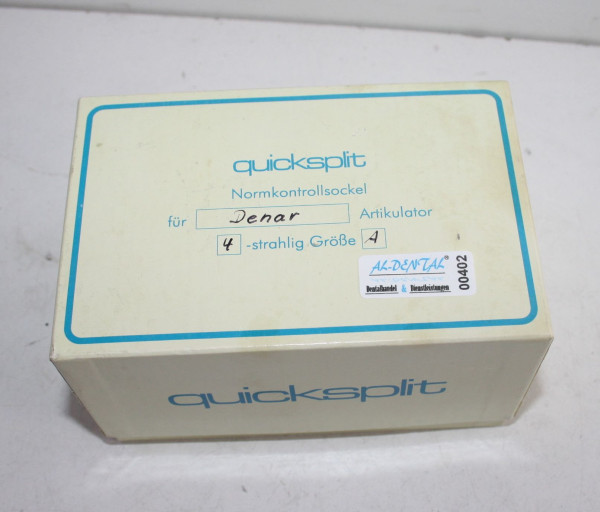 quicksplit
Normkontrollsockel
für Denar Artikulator
4 -strahlig Größe A
AL-DENTAL®
Dentalhandel & Dienstleistungen
00402
quicksplit